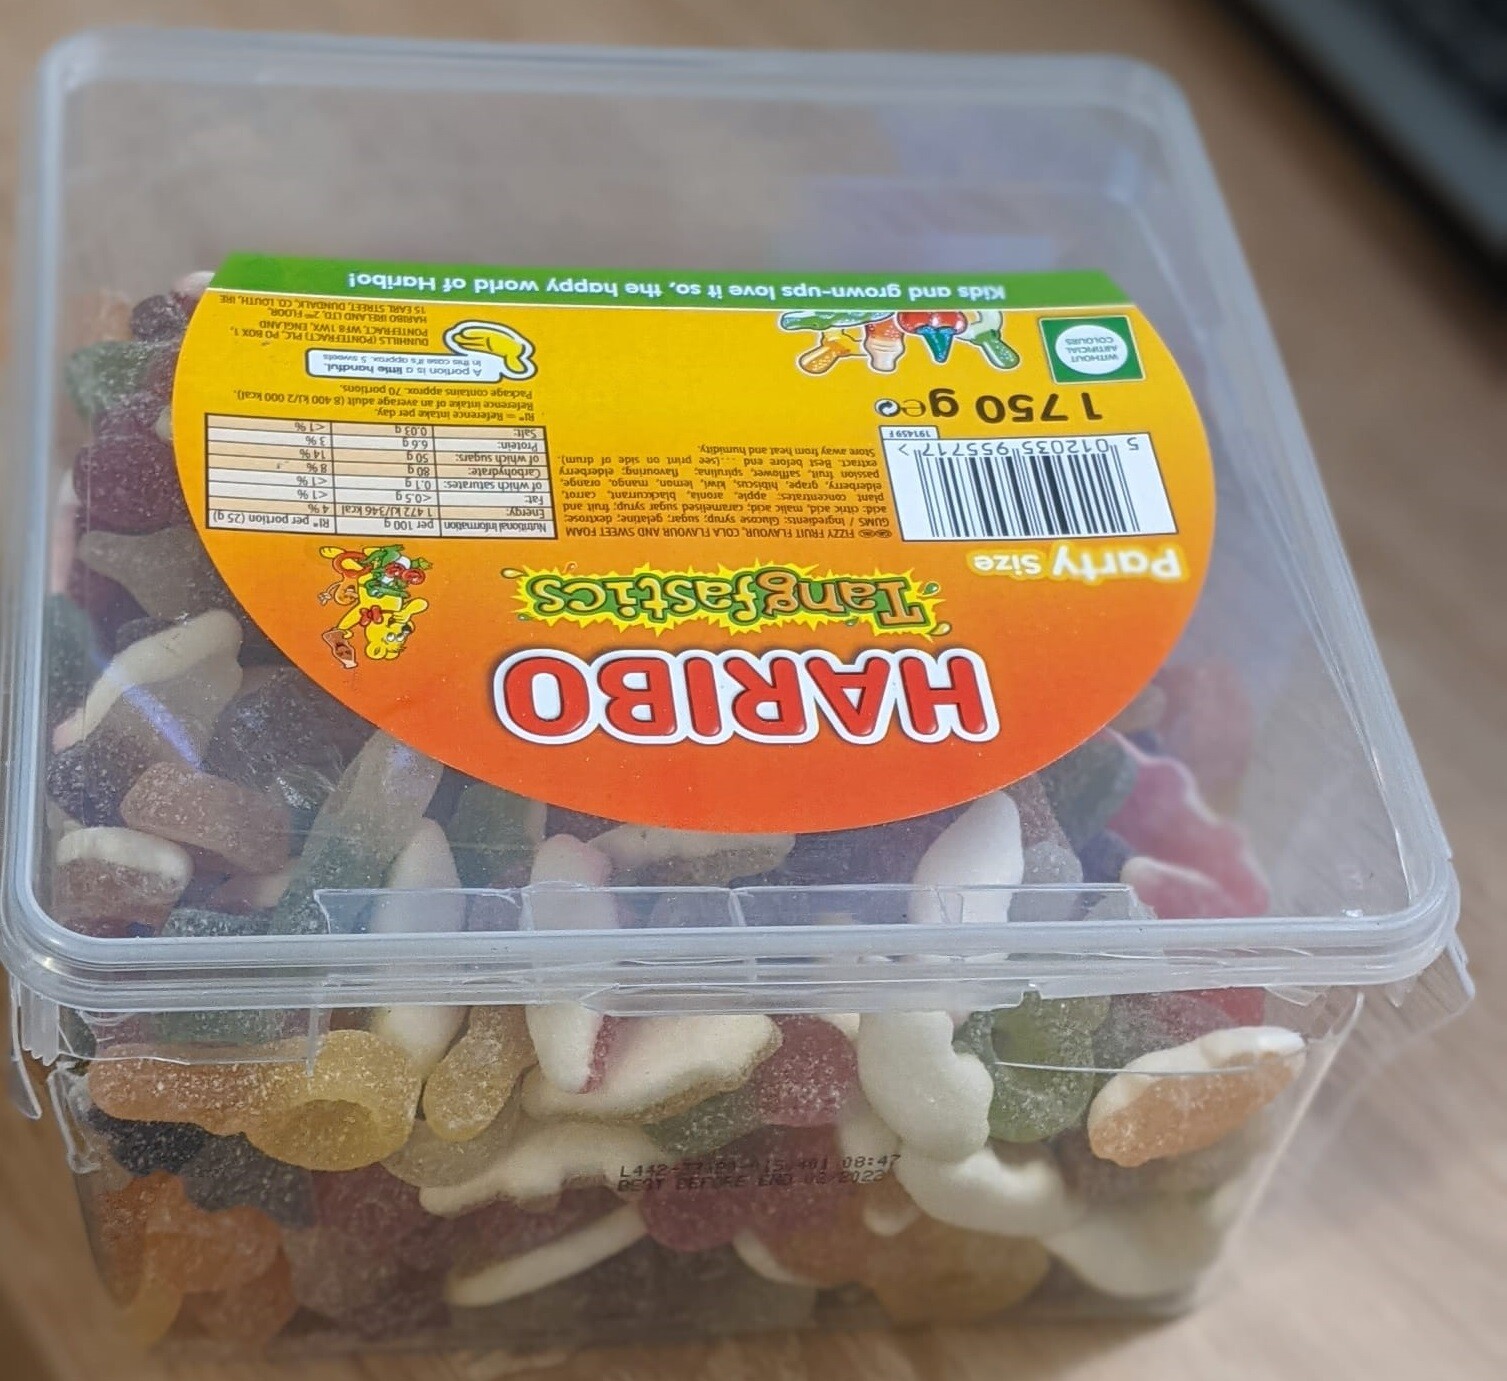 HARIBO
Tangfastics
Party Size
FIZZY FRUIT FLAVOUR, COLA FLAVOUR AND SWEET FOAM
GUMS / Ingredients: Glucose syrup; sugar; gelatine; dextrose;
acid: citric acid, malic acid; caramelised sugar syrup; fruit and
plant concentrates: apple, aronia, blackcurrant, carrot,
elderberry, grape, hibiscus, kiwi, lemon, mango, orange,
passion fruit, safflower, spirulina; flavouring; elderberry
extract. Best before end ...(see print on side of drum).
Store away from heat and humidity.
5 012035 955717 >
191459F
1750 g e
WITHOUT
ARTIFICIAL
COLOURS
Nutritional Information per 100 g RI* per portion (25 g)
Energy: 1 472 kJ/346 kcal 4 %
Fat: <0.5 g <1 %
of which saturates: 0.1 g <1 %
Carbohydrate: 80 g 8 %
of which sugars: 50 g 14 %
Protein: 6.6 g 3 %
Salt: 0.03 g <1 %
RI* = Reference intake per day.
Reference intake of an average adult (8 400 kJ/2 000 kcal).
Package contains approx. 70 portions.
A portion is a little handful.
In this case it's approx. 5 sweets
DUNHILLS (PONTEFRACT) PLC, PO BOX 1,
PONTEFRACT, WF8 1WX, ENGLAND
HARIBO IRELAND LTD, 2ND FLOOR,
15 EARL STREET, DUNDALK, CO. LOUTH, IRE
Kids and grown-ups love it so, the happy world of Haribo!
08:47
BEST BEFORE END 02/2022